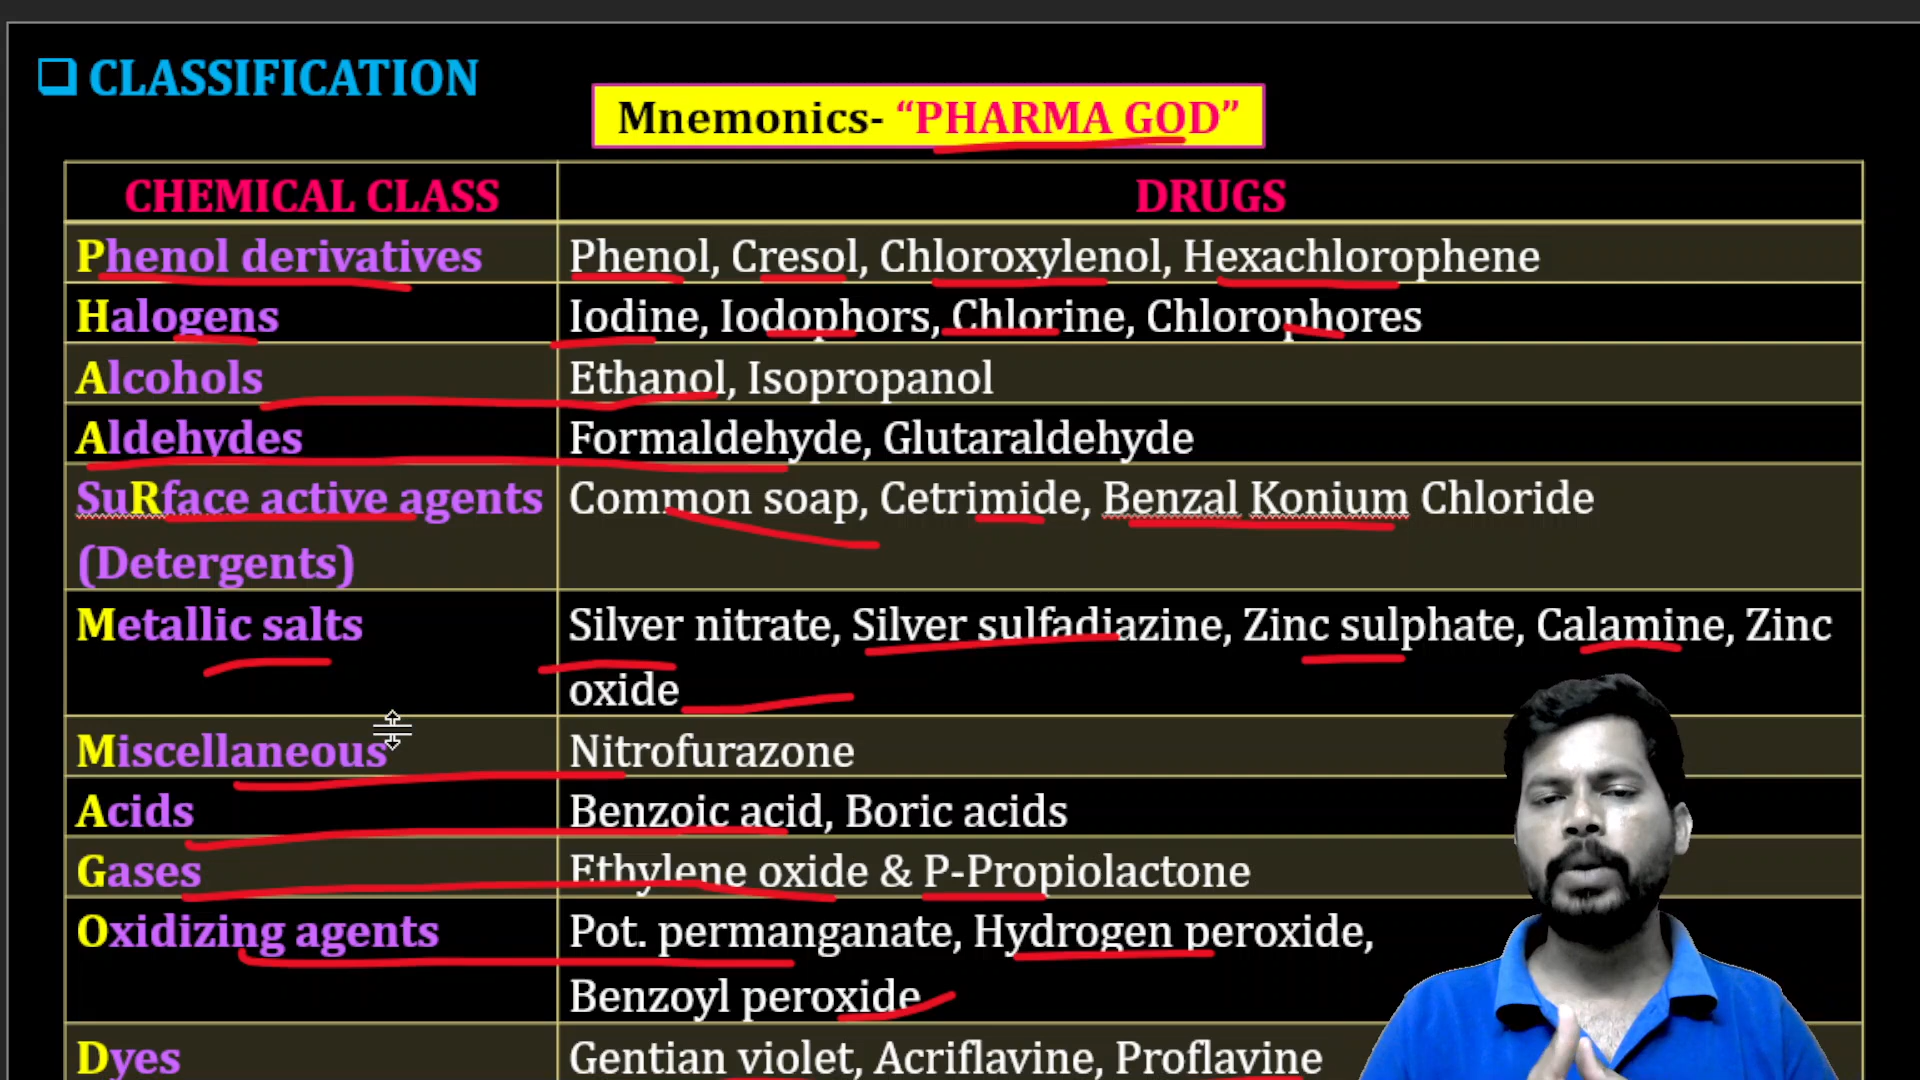 CLASSIFICATION
Mnemonics- “PHARMA GOD”
CHEMICAL CLASS DRUGS
Phenol derivatives Phenol, Cresol, Chloroxylenol, Hexachlorophene
Halogens Iodine, Iodophors, Chlorine, Chlorophores
Alcohols Ethanol, Isopropanol
Aldehydes Formaldehyde, Glutaraldehyde
SuRface active agents Common soap, Cetrimide, Benzal Konium Chloride
(Detergents)
Metallic salts Silver nitrate, Silver sulfadiazine, Zinc sulphate, Calamine, Zinc
oxide
Miscellaneous Nitrofurazone
Acids Benzoic acid, Boric acids
Gases Ethylene oxide & P-Propiolactone
Oxidizing agents Pot. permanganate, Hydrogen peroxide,
Benzoyl peroxide
Dyes Gentian violet, Acriflavine, Proflavine